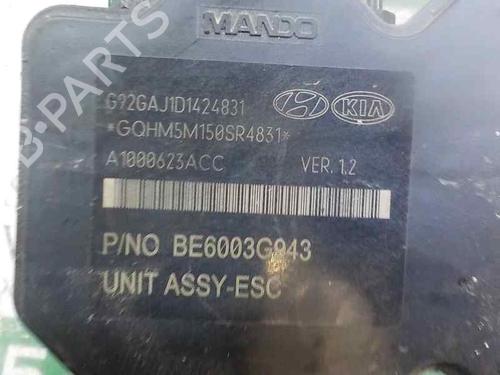 MANDO
G92GAJ1D1424831
*GQHM5M150SR4831*
KIA
A1000623ACC VER. 1.2
P/NO BE6003G943
UNIT ASSY-ESC
B-PARTS